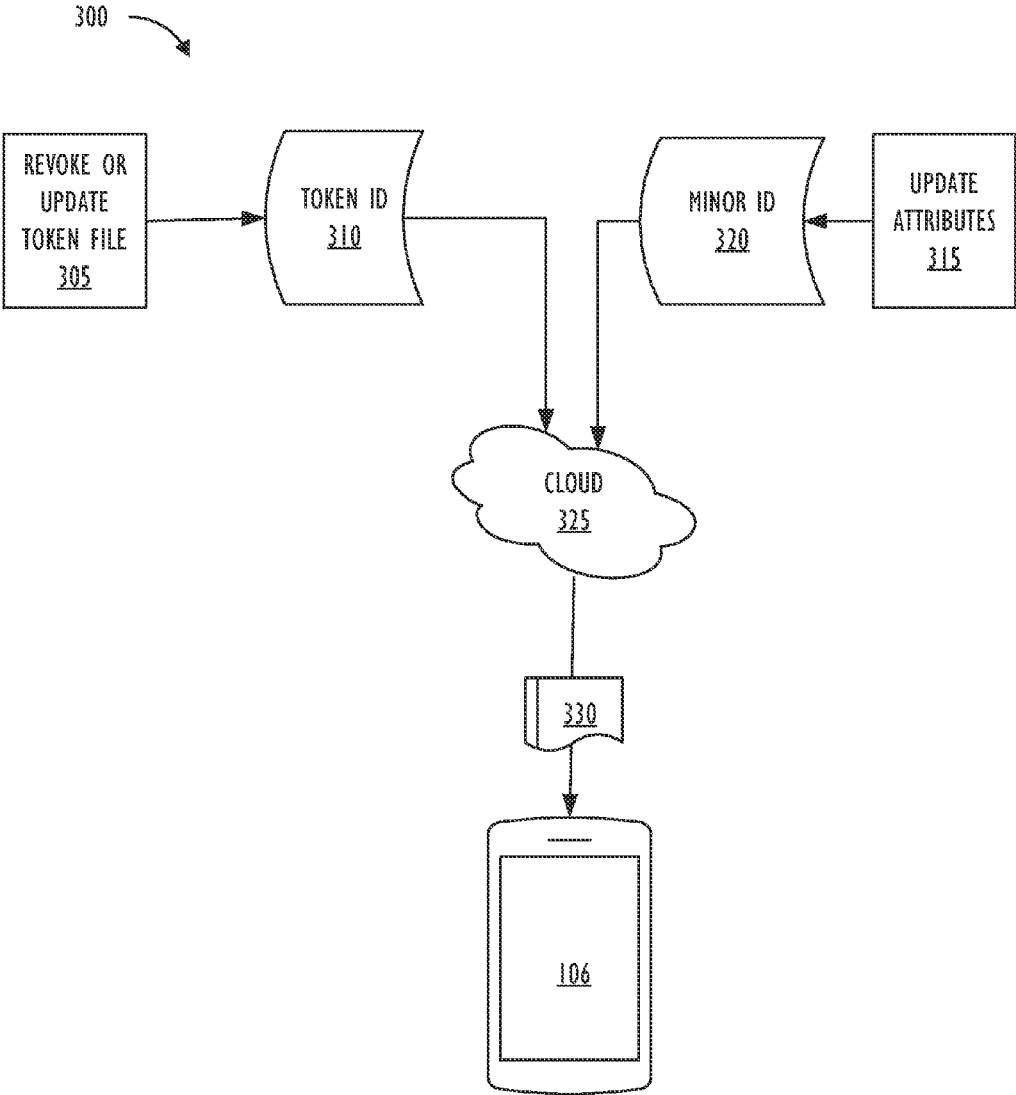 300
REVOKE OR
UPDATE
TOKEN FILE
305
TOKEN ID
310
MINOR ID
320
UPDATE
ATTRIBUTES
315
CLOUD
325
330
106